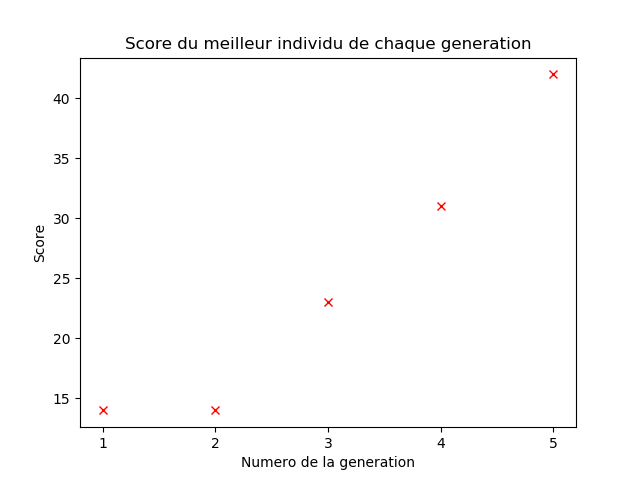 Score du meilleur individu de chaque generation
40
35
30
25
20
15
Score
1 2 3 4 5
Numero de la generation